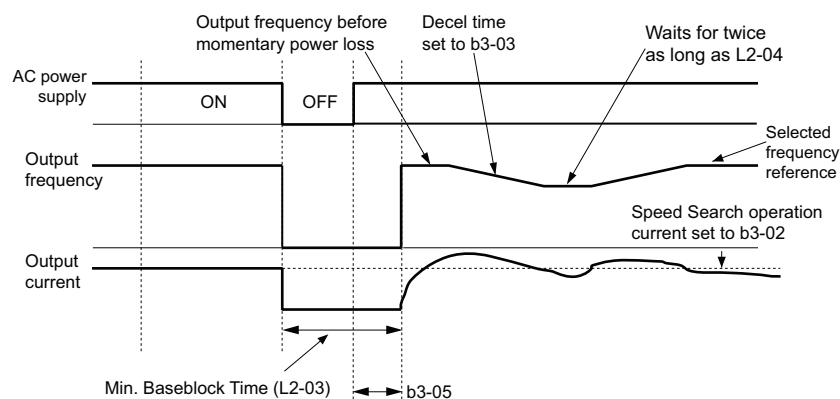 Output frequency before
momentary power loss
Decel time
set to b3-03
Waits for twice
as long as L2-04
AC power
supply
ON
OFF
Output
frequency
Selected
frequency
reference
Speed Search operation
current set to b3-02
Output
current
Min. Baseblock Time (L2-03)
b3-05